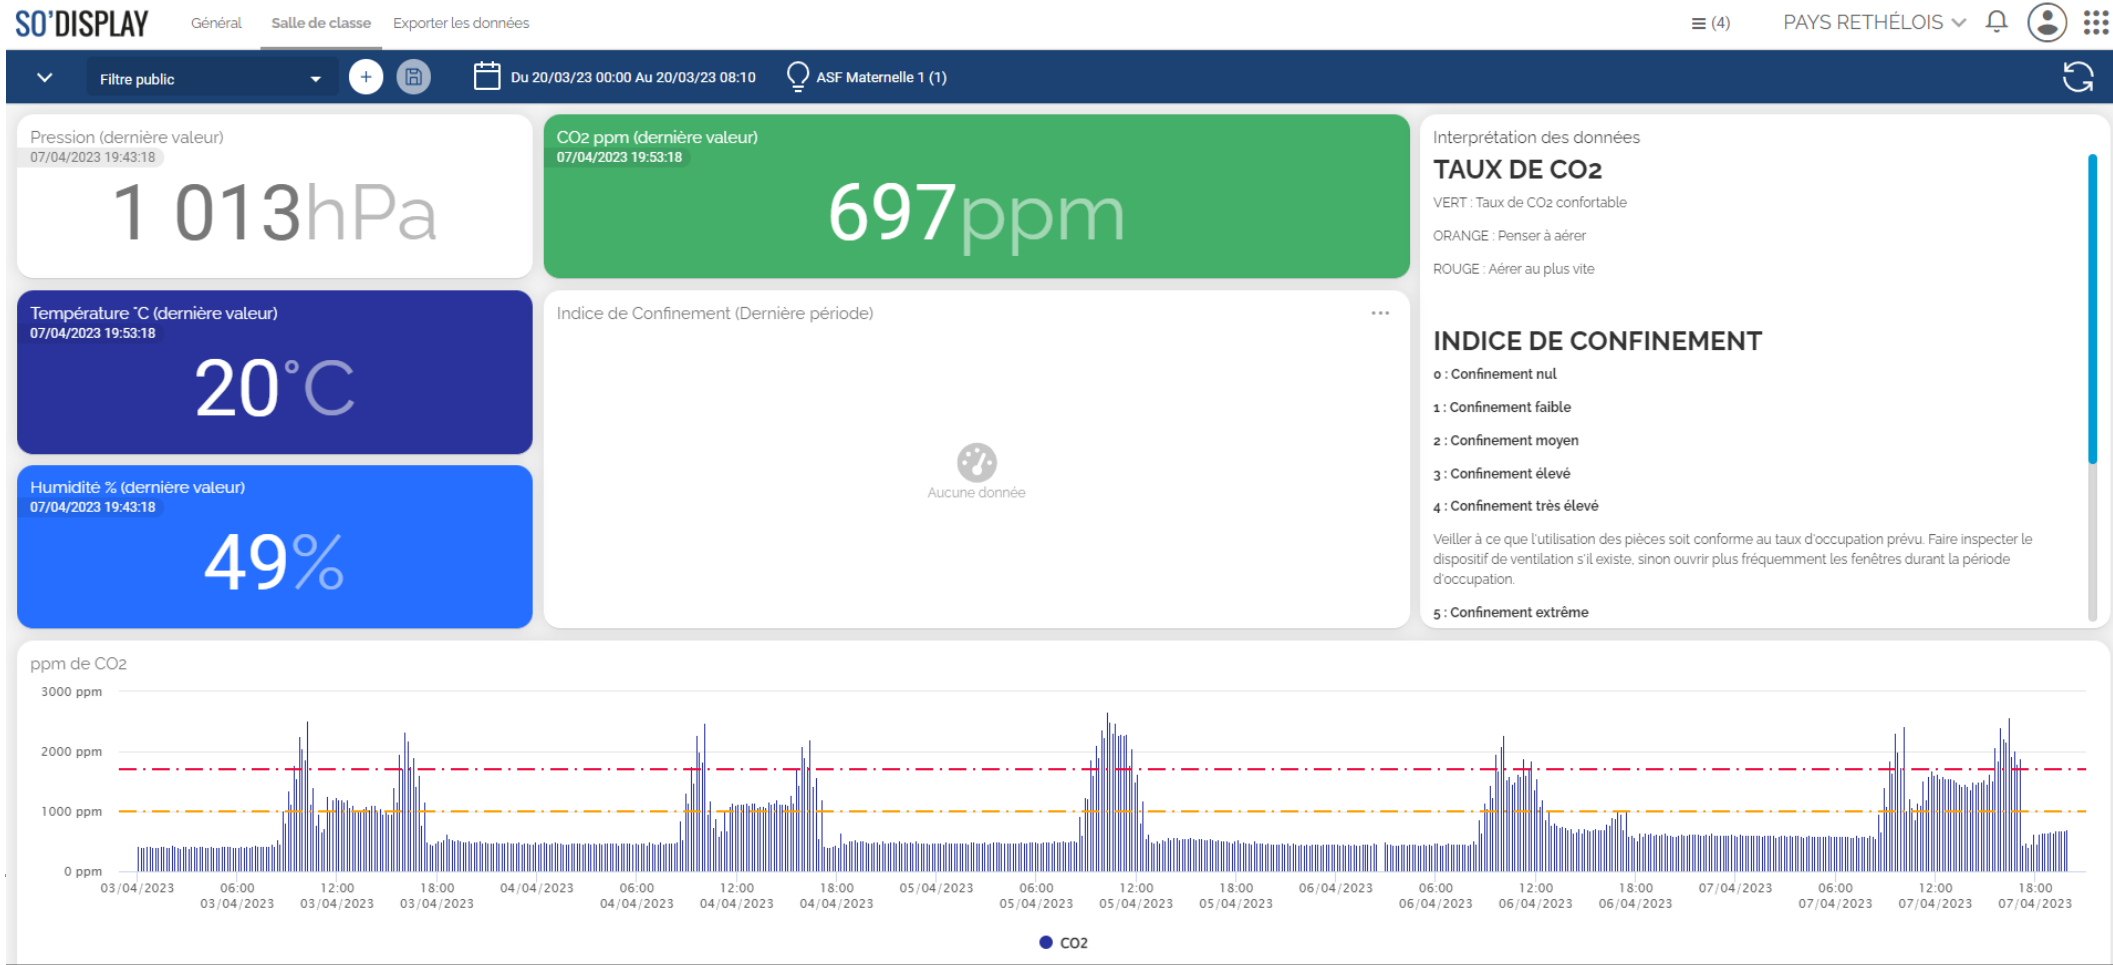 SO'DISPLAY
Général
Salle de classe
Exporter les données
(4)
PAYS RETHÉLOIS
Filtre public
Du 20/03/23 00:00 Au 20/03/23 08:10
ASF Maternelle 1 (1)
Pression (dernière valeur)
07/04/2023 19:43:18
1 013hPa
CO2 ppm (dernière valeur)
07/04/2023 19:53:18
697ppm
Température °C (dernière valeur)
07/04/2023 19:53:18
20°C
Humidité % (dernière valeur)
07/04/2023 19:43:18
49%
Indice de Confinement (Dernière période)
Aucune donnée
Interprétation des données
TAUX DE CO2
VERT : Taux de CO2 confortable
ORANGE : Penser à aérer
ROUGE : Aérer au plus vite
INDICE DE CONFINEMENT
0 : Confinement nul
1 : Confinement faible
2 : Confinement moyen
3 : Confinement élevé
4 : Confinement très élevé
Veiller à ce que l'utilisation des pièces soit conforme au taux d'occupation prévu. Faire inspecter le
dispositif de ventilation s'il existe, sinon ouvrir plus fréquemment les fenêtres durant la période
d'occupation.
5 : Confinement extrême
ppm de CO2
3000 ppm
2000 ppm
1000 ppm
0 ppm
03/04/2023 06:00 12:00 18:00 04/04/2023 06:00 12:00 18:00 05/04/2023 06:00 12:00 18:00 06/04/2023 06:00 12:00 18:00 07/04/2023 06:00 12:00 18:00
03/04/2023 03/04/2023 03/04/2023 04/04/2023 04/04/2023 04/04/2023 05/04/2023 05/04/2023 05/04/2023 06/04/2023 06/04/2023 06/04/2023 07/04/2023 07/04/2023 07/04/2023
CO2